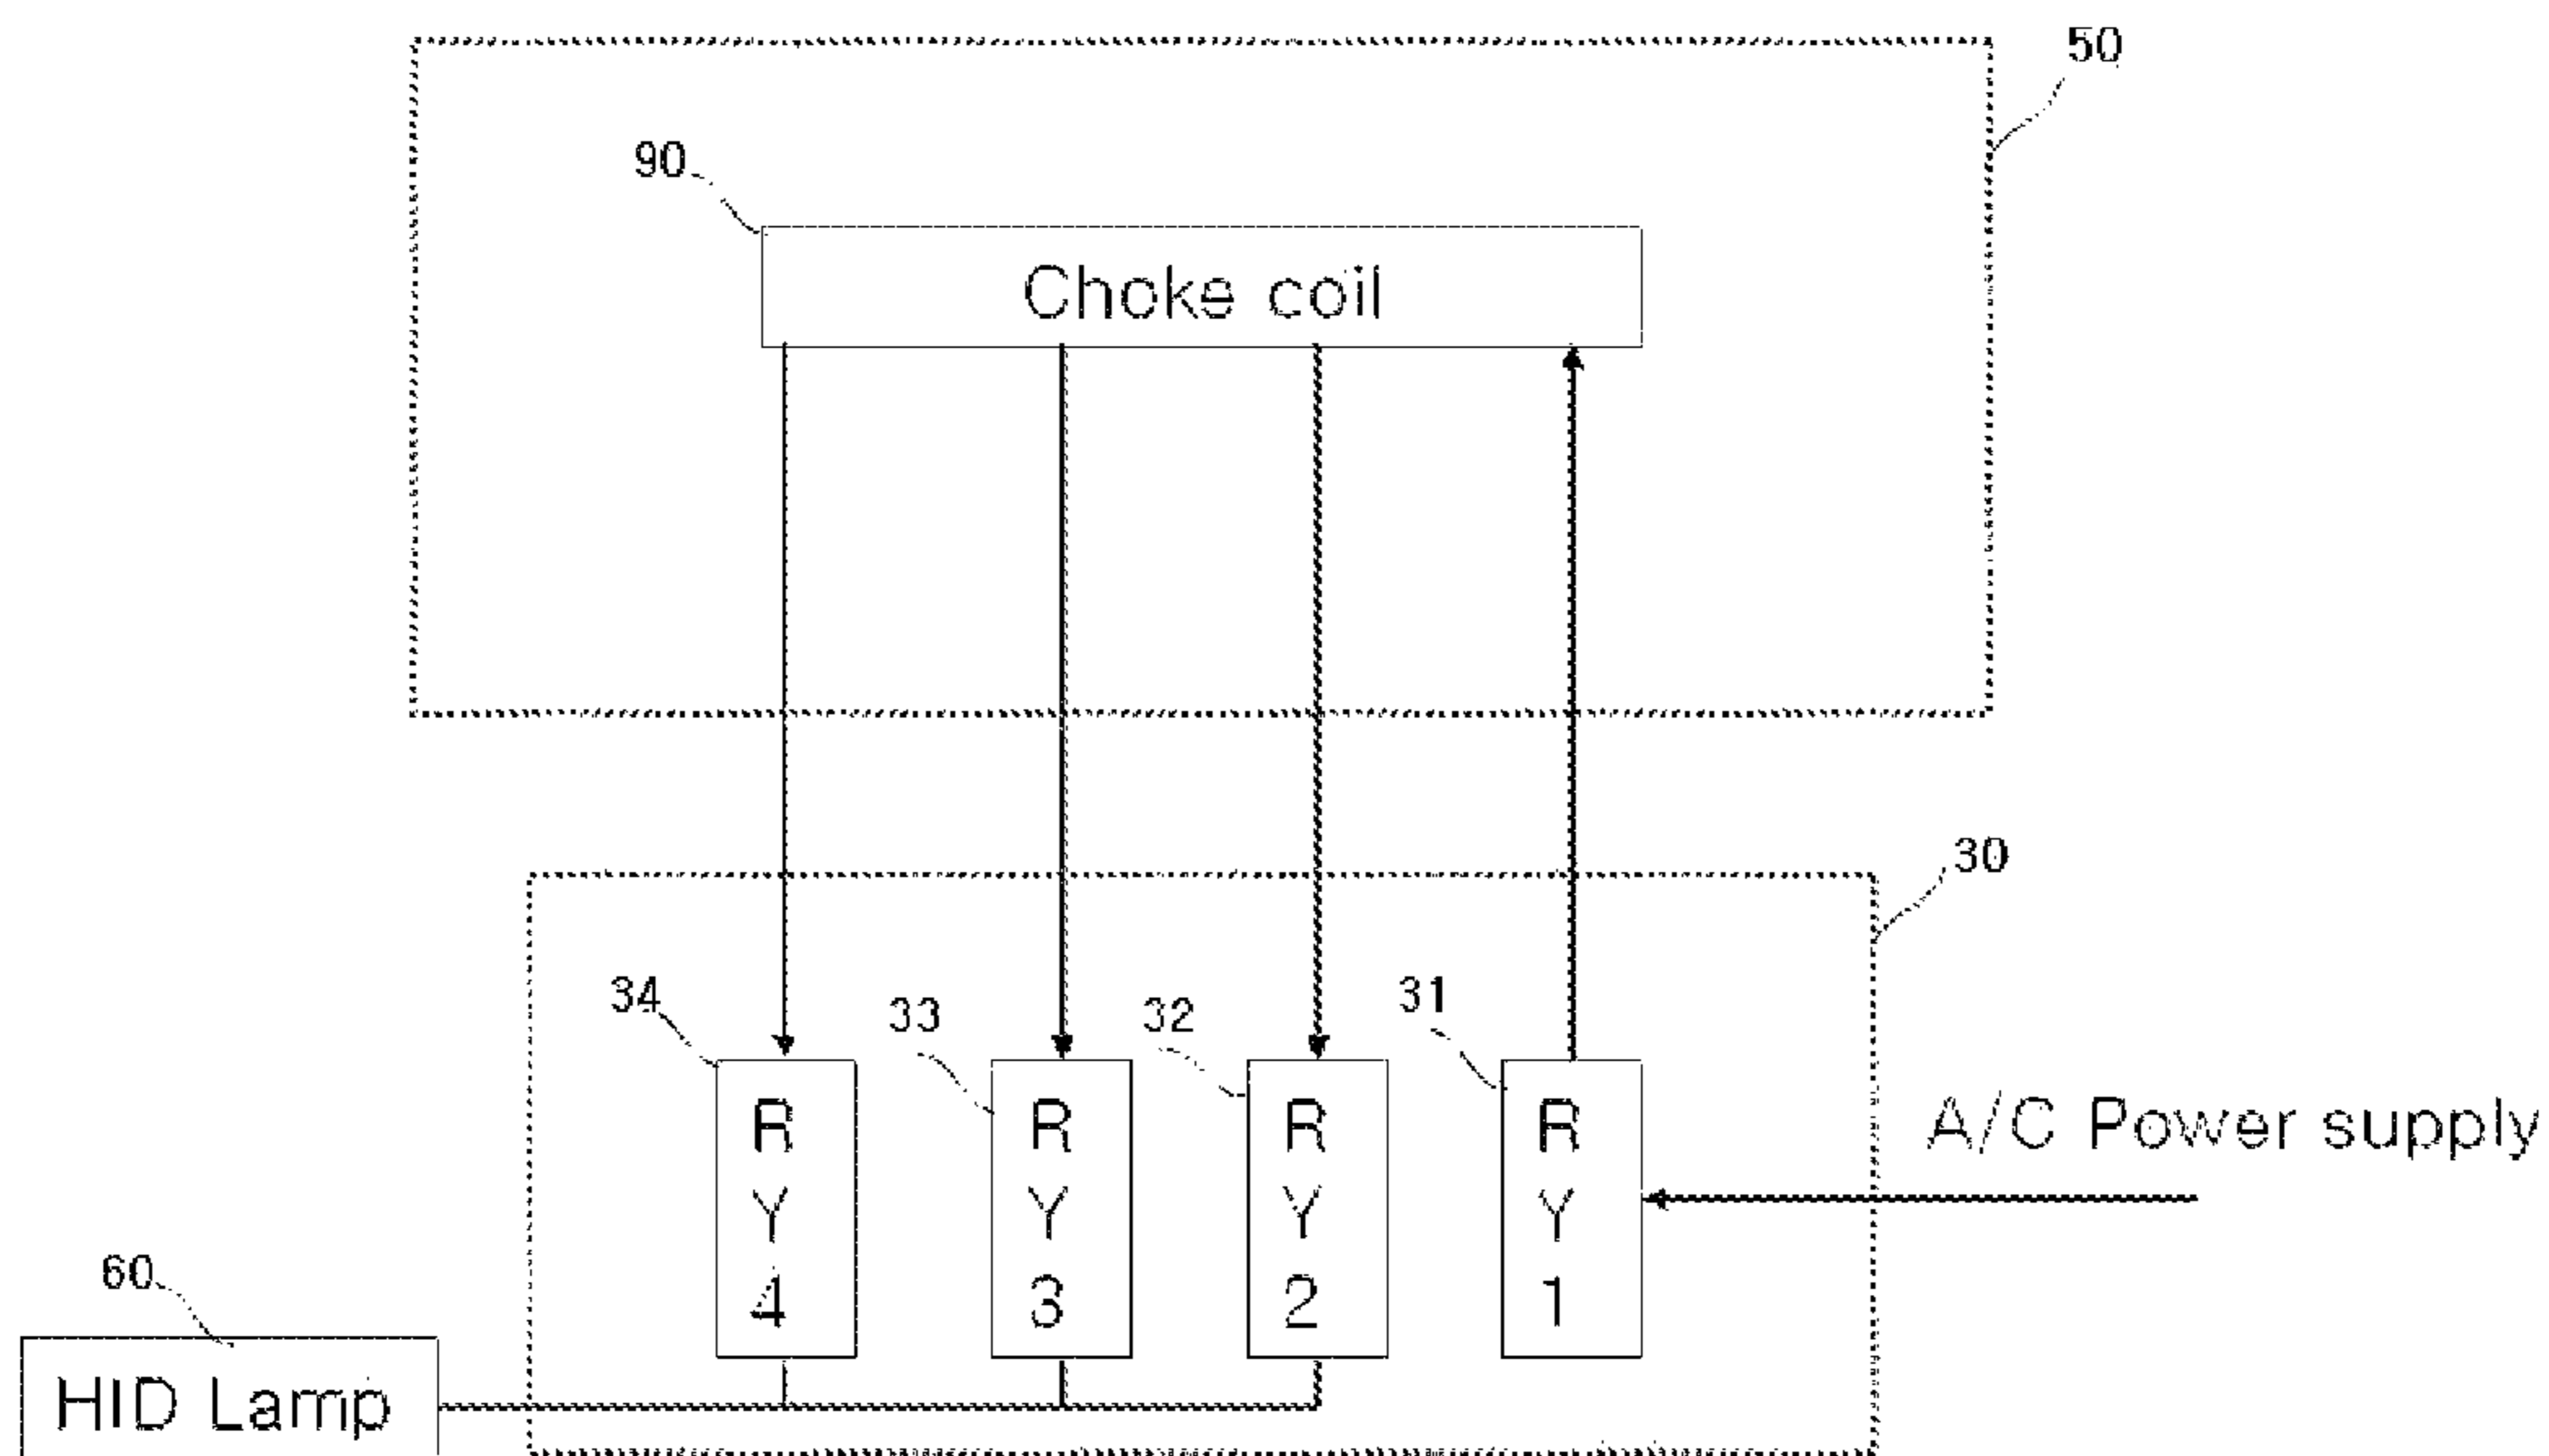 50
90
Choke coil
30
34
33
32
31
R
Y
4
R
Y
3
R
Y
2
R
Y
1
A/C Power supply
60
HID Lamp